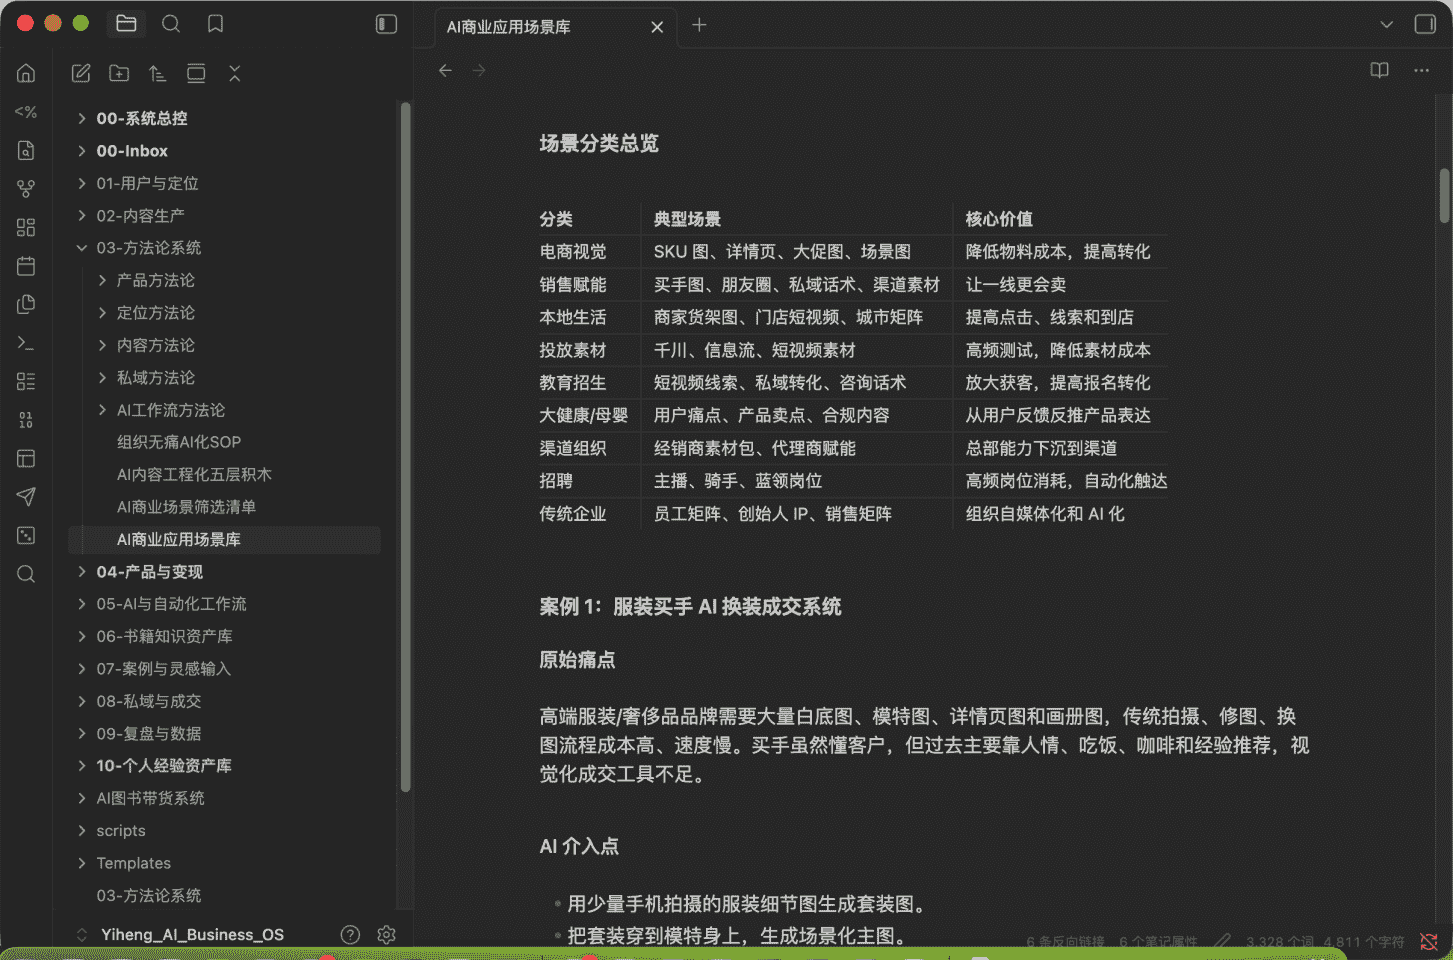 AI商业应用场景库
00-系统总控
00-Inbox
01-用户与定位
02-内容生产
03-方法论系统
产品方法论
定位方法论
内容方法论
私域方法论
AI工作流方法论
组织无痛AI化SOP
AI内容工程化五层积木
AI商业场景筛选清单
AI商业应用场景库
04-产品与变现
05-AI与自动化工作流
06-书籍知识资产库
07-案例与灵感输入
08-私域与成交
09-复盘与数据
10-个人经验资产库
AI图书带货系统
scripts
Templates
03-方法论系统
Yiheng_AI_Business_OS
场景分类总览
分类 典型场景 核心价值
电商视觉 SKU 图、详情页、大促图、场景图 降低物料成本，提高转化
销售赋能 买手图、朋友圈、私域话术、渠道素材 让一线更会卖
本地生活 商家货架图、门店短视频、城市矩阵 提高点击、线索和到店
投放素材 千川、信息流、短视频素材 高频测试，降低素材成本
教育招生 短视频线索、私域转化、咨询话术 放大获客，提高报名转化
大健康/母婴 用户痛点、产品卖点、合规内容 从用户反馈反推产品表达
渠道组织 经销商素材包、代理商赋能 总部能力下沉到渠道
招聘 主播、骑手、蓝领岗位 高频岗位消耗，自动化触达
传统企业 员工矩阵、创始人 IP、销售矩阵 组织自媒体化和 AI 化
案例 1：服装买手 AI 换装成交系统
原始痛点
高端服装/奢侈品品牌需要大量白底图、模特图、详情页图和画册图，传统拍摄、修图、换
图流程成本高、速度慢。买手虽然懂客户，但过去主要靠人情、吃饭、咖啡和经验推荐，视
觉化成交工具不足。
AI 介入点
用少量手机拍摄的服装细节图生成套装图。
把套装穿到模特身上，生成场景化主图。
6 条反向链接 6 个笔记属性 3,328 个词 4,811 个字符